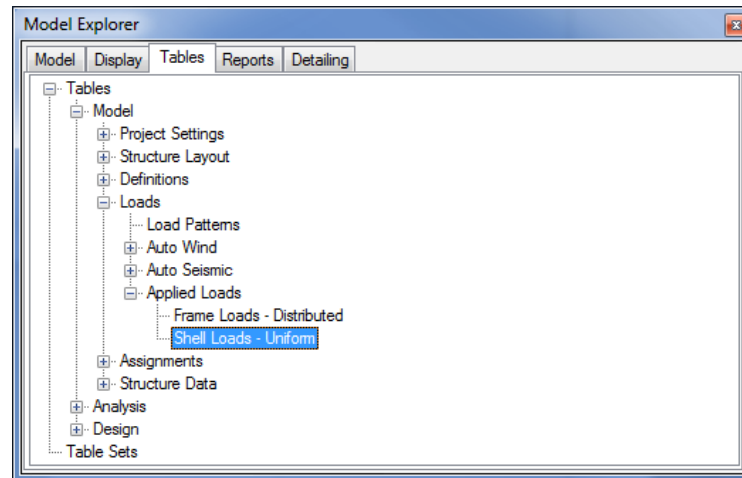 Model Explorer
Model Display Tables Reports Detailing
Tables
Model
Project Settings
Structure Layout
Definitions
Loads
Load Patterns
Auto Wind
Auto Seismic
Applied Loads
Frame Loads - Distributed
Shell Loads - Uniform
Assignments
Structure Data
Analysis
Design
Table Sets